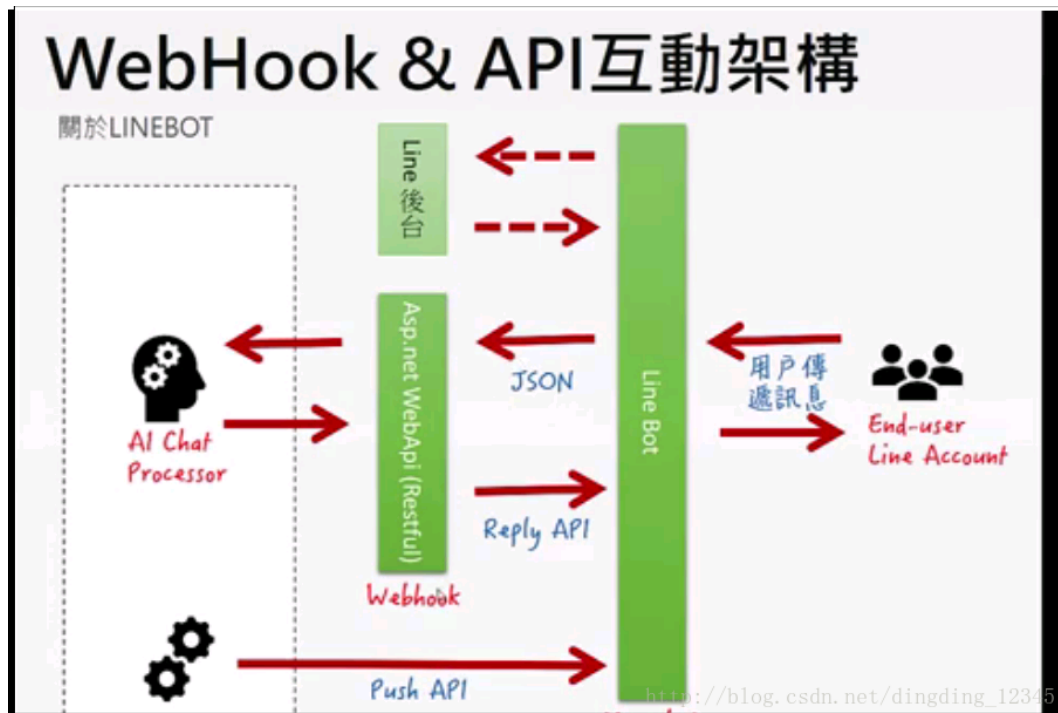 WebHook & API互動架構
關於LINEBOT
Line 後台
Asp.net WebApi (Restful)
Line Bot
JSON
用戶傳
遞訊息
End-user
Line Account
AI Chat
Processor
Reply API
Webhook
Push API
http://blog.csdn.net/dingding_12345